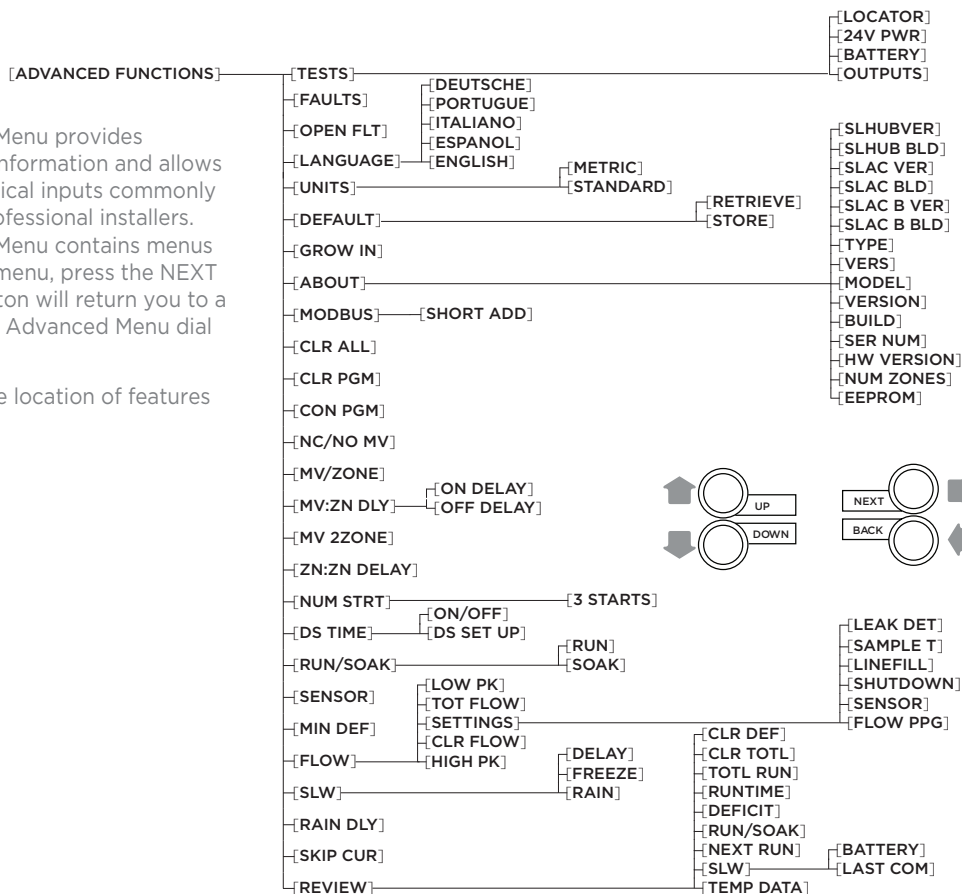 [ADVANCED FUNCTIONS]
Menu provides
nformation and allows
ical inputs commonly
ofessional installers.
Menu contains menus
menu, press the NEXT
ton will return you to a
Advanced Menu dial
e location of features
[TESTS]
[LOCATOR]
[24V PWR]
[BATTERY]
[OUTPUTS]
[FAULTS]
[OPEN FLT]
[LANGUAGE]
[DEUTSCHE]
[PORTUGUE]
[ITALIANO]
[ESPANOL]
[ENGLISH]
[UNITS]
[METRIC]
[STANDARD]
[DEFAULT]
[RETRIEVE]
[STORE]
[GROW IN]
[ABOUT]
[SLHUBVER]
[SLHUB BLD]
[SLAC VER]
[SLAC BLD]
[SLAC B VER]
[SLAC B BLD]
[TYPE]
[VERS]
[MODEL]
[VERSION]
[BUILD]
[SER NUM]
[HW VERSION]
[NUM ZONES]
[EEPROM]
[MODBUS]
[SHORT ADD]
[CLR ALL]
[CLR PGM]
[CON PGM]
[NC/NO MV]
[MV/ZONE]
[MV:ZN DLY]
[ON DELAY]
[OFF DELAY]
[MV 2ZONE]
[ZN:ZN DELAY]
UP
DOWN
NEXT
BACK
[NUM STRT]
[3 STARTS]
[DS TIME]
[ON/OFF]
[DS SET UP]
[RUN/SOAK]
[RUN]
[SOAK]
[SENSOR]
[MIN DEF]
[FLOW]
[LOW PK]
[TOT FLOW]
[SETTINGS]
[CLR FLOW]
[HIGH PK]
[LEAK DET]
[SAMPLE T]
[LINEFILL]
[SHUTDOWN]
[SENSOR]
[FLOW PPG]
[SLW]
[DELAY]
[FREEZE]
[RAIN]
[RAIN DLY]
[SKIP CUR]
[REVIEW]
[CLR DEF]
[CLR TOTL]
[TOTL RUN]
[RUNTIME]
[DEFICIT]
[RUN/SOAK]
[NEXT RUN]
[SLW]
[TEMP DATA]
[BATTERY]
[LAST COM]